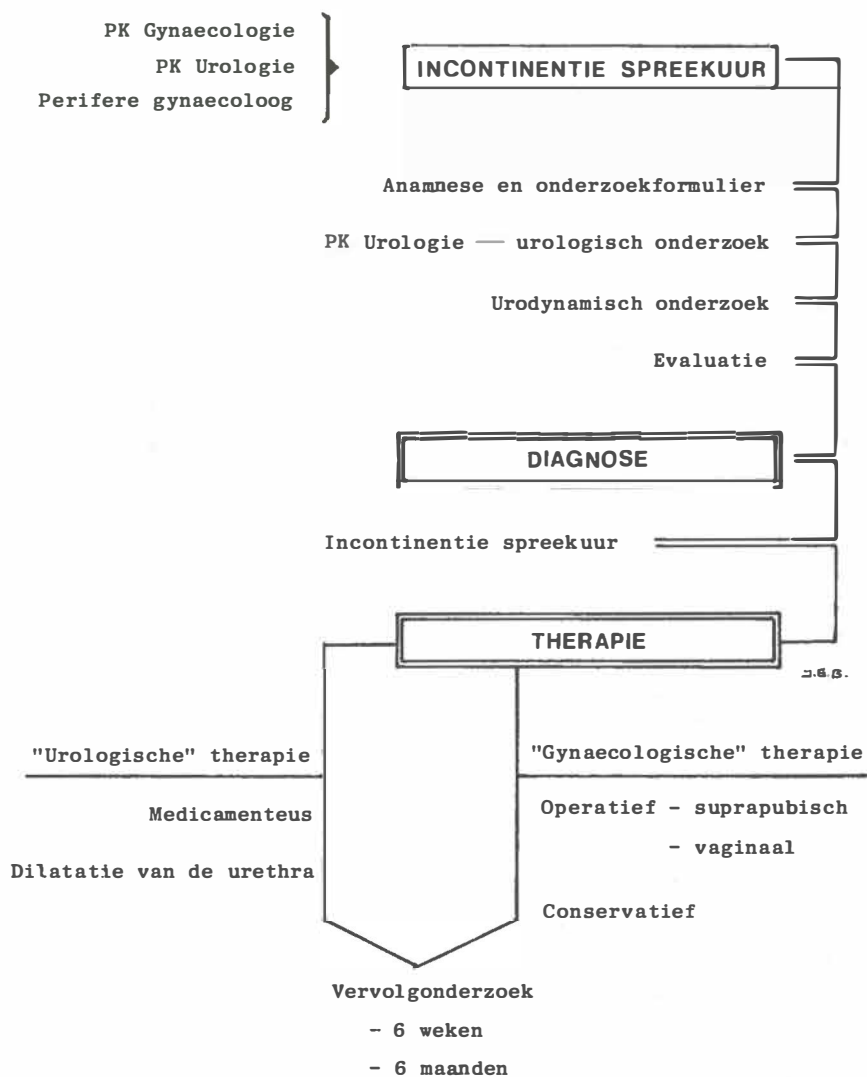 PK Gynaecologie
PK Urologie
Perifere gynaecoloog
INCONTINENTIE SPREEKUUR
Anamnese en onderzoekformulier
PK Urologie — urologisch onderzoek
Urodynamisch onderzoek
Evaluatie
DIAGNOSE
Incontinentie spreekuur
THERAPIE
J.G.B.
"Urologische" therapie
Medicamenteus
Dilatatie van de urethra
"Gynaecologische" therapie
Operatief - suprapubisch
- vaginaal
Conservatief
Vervolgonderzoek
- 6 weken
- 6 maanden